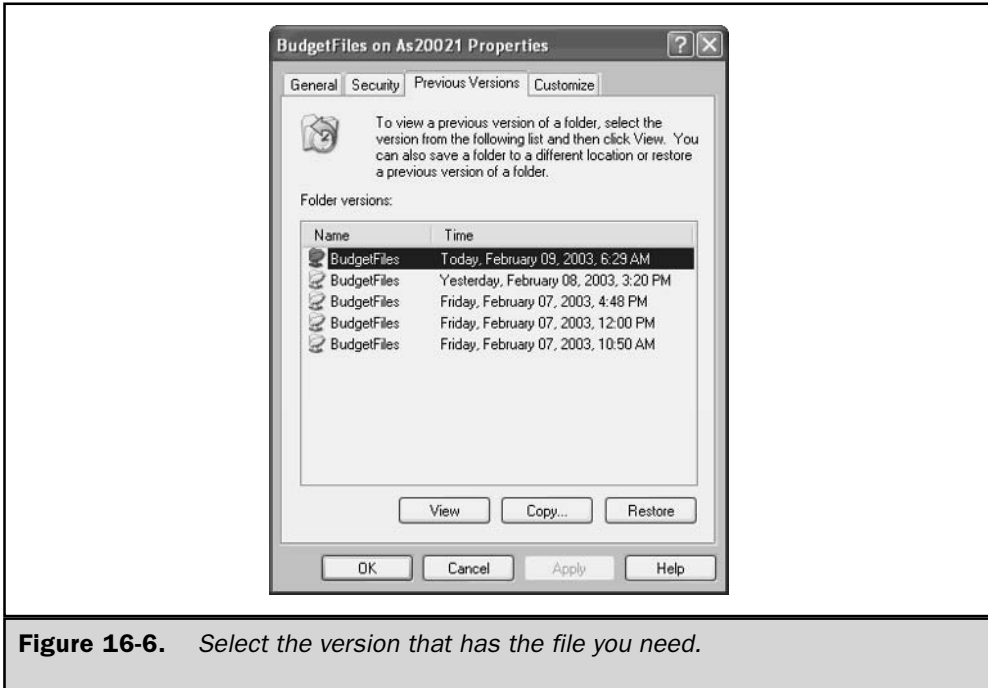 BudgetFiles on As20021 Properties
General Security Previous Versions Customize
To view a previous version of a folder, select the
version from the following list and then click View. You
can also save a folder to a different location or restore
a previous version of a folder.
Folder versions:
Name Time
BudgetFiles Today, February 09, 2003, 6:29 AM
BudgetFiles Yesterday, February 08, 2003, 3:20 PM
BudgetFiles Friday, February 07, 2003, 4:48 PM
BudgetFiles Friday, February 07, 2003, 12:00 PM
BudgetFiles Friday, February 07, 2003, 10:50 AM
View Copy... Restore
OK Cancel Apply Help
Figure 16-6. Select the version that has the file you need.